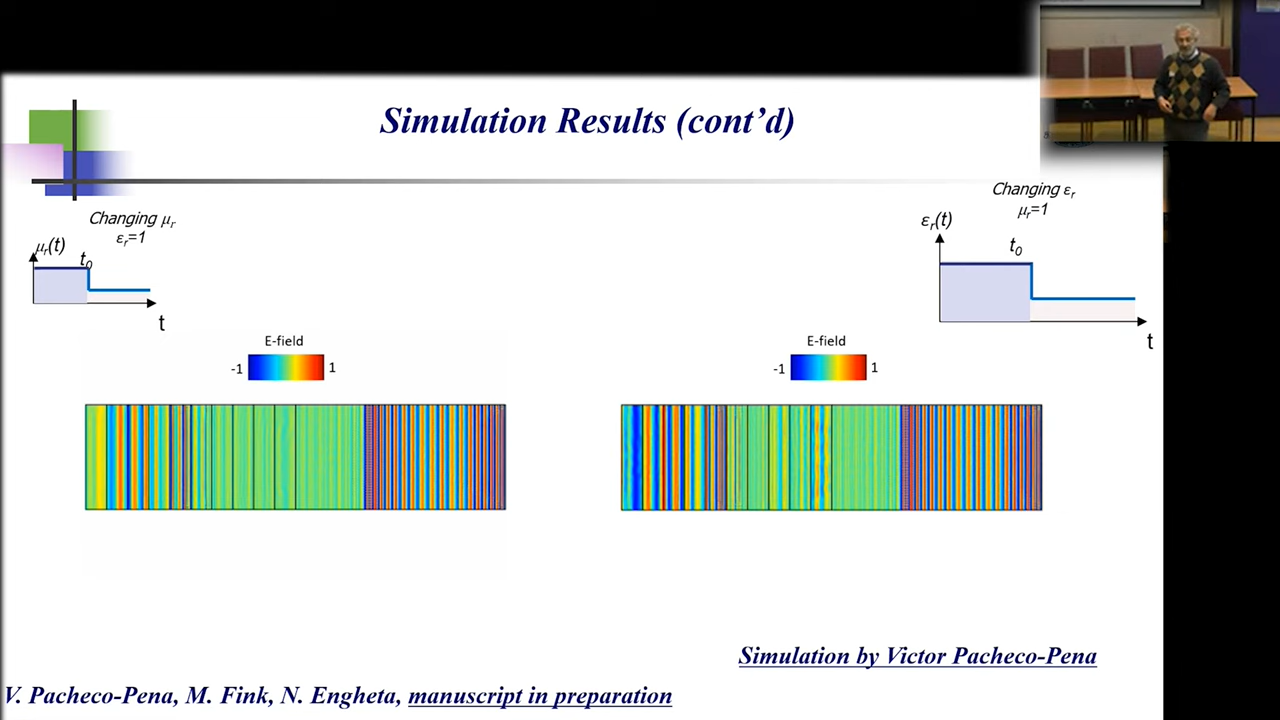 Simulation Results (cont’d)
Changing μr
εr=1
μr(t)
t0
t
Changing εr
μr=1
εr(t)
t0
t
E-field
-1
1
E-field
-1
1
Simulation by Victor Pacheco-Pena
V. Pacheco-Pena, M. Fink, N. Engheta, manuscript in preparation